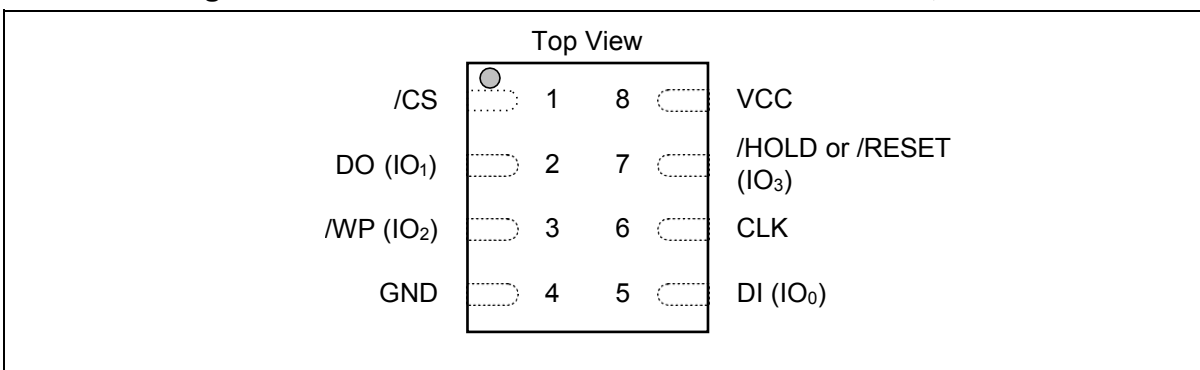 Top View
/CS 1 8 VCC
DO (IO₁) 2 7 /HOLD or /RESET
(IO₃)
/WP (IO₂) 3 6 CLK
GND 4 5 DI (IO₀)